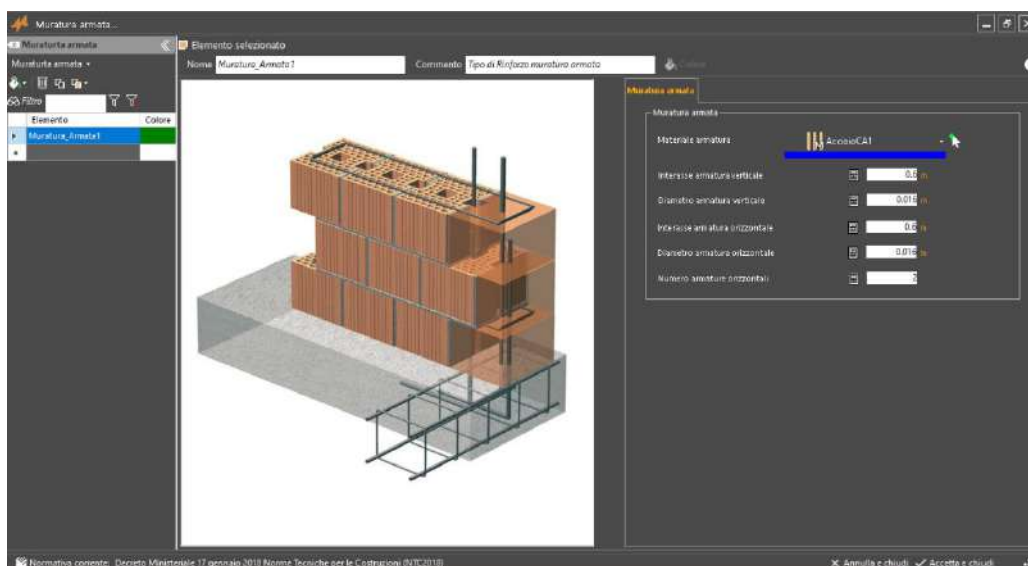 Muratura armata...
Muraturta armata
Elemento selezionato
Muraturta armata
Nome Muratura_Armata1 Commento Tipo di Rinforzo muratura armata Colore
Filtro
Elemento Colore
Muratura_Armata1
Muratura armata
Muratura armata
Materiale armatura AcciaioCA1
Interasse armatura verticale 0.6 m
Diametro armatura verticale 0.016 m
Interasse armatura orizzontale 0.6 m
Diametro armatura orizzontale 0.016 m
Numero armature orizzontali 2
Normativa corrente: Decreto Ministeriale 17 gennaio 2018 Norme Tecniche per le Costruzioni (NTC2018) Annulla e chiudi Accetta e chiudi